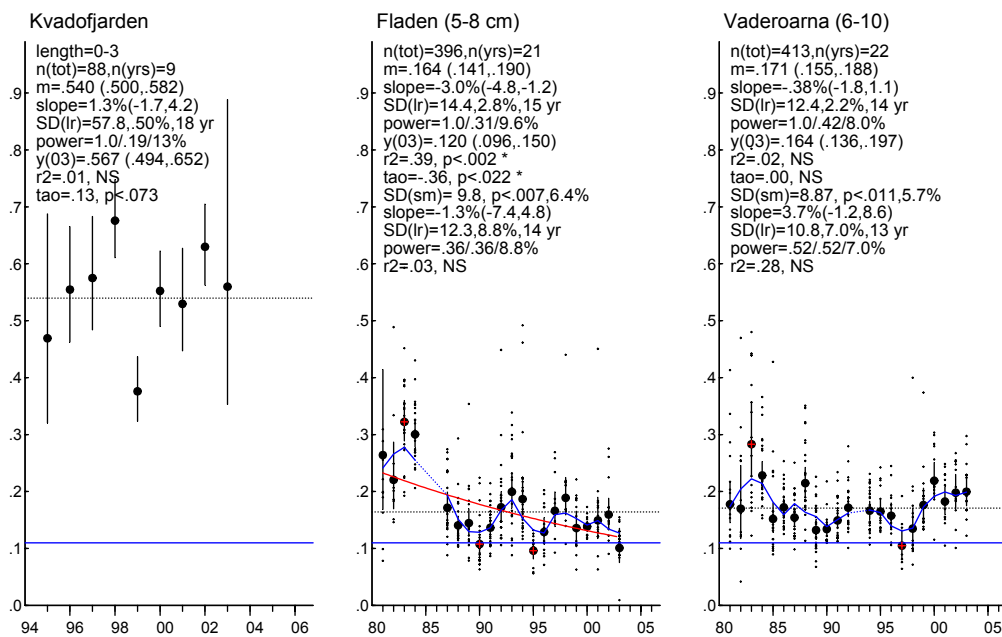 Kvadofjarden
length=0-3
n(tot)=88,n(yrs)=9
m=.540 (.500,.582)
slope=1.3%(-1.7,4.2)
SD(lr)=57.8,.50%,18 yr
power=1.0/.19/13%
y(03)=.567 (.494,.652)
r2=.01, NS
tao=.13, p<.073
.9
.8
.7
.6
.5
.4
.3
.2
.1
.0
94 96 98 00 02 04 06
Fladen (5-8 cm)
n(tot)=396,n(yrs)=21
m=.164 (.141,.190)
slope=-3.0%(-4.8,-1.2)
SD(lr)=14.4,2.8%,15 yr
power=1.0/.31/9.6%
y(03)=.120 (.096,.150)
r2=.39, p<.002 *
tao=-.36, p<.022 *
SD(sm)= 9.8, p<.007,6.4%
slope=-1.3%(-7.4,4.8)
SD(lr)=12.3,8.8%,14 yr
power=.36/.36/8.8%
r2=.03, NS
.9
.8
.7
.6
.5
.4
.3
.2
.1
.0
80 85 90 95 00 05
Vaderoarna (6-10)
n(tot)=413,n(yrs)=22
m=.171 (.155,.188)
slope=-.38%(-1.8,1.1)
SD(lr)=12.4,2.2%,14 yr
power=1.0/.42/8.0%
y(03)=.164 (.136,.197)
r2=.02, NS
tao=.00, NS
SD(sm)=8.87, p<.011,5.7%
slope=3.7%(-1.2,8.6)
SD(lr)=10.8,7.0%,13 yr
power=.52/.52/7.0%
r2=.28, NS
.9
.8
.7
.6
.5
.4
.3
.2
.1
.0
80 85 90 95 00 05